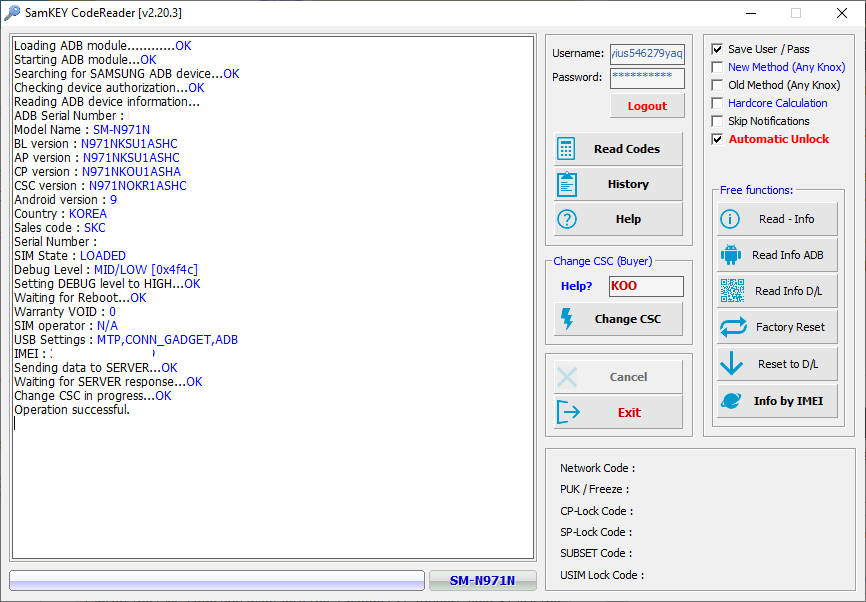 SamKEY CodeReader [v2.20.3]
Loading ADB module...........OK
Starting ADB module...OK
Searching for SAMSUNG ADB device...OK
Checking device authorization...OK
Reading ADB device information...
ADB Serial Number :
Model Name : SM-N971N
BL version : N971NKSU1ASHC
AP version : N971NKSU1ASHC
CP version : N971NKOU1ASHA
CSC version : N971NOKR1ASHC
Android version : 9
Country : KOREA
Sales code : SKC
Serial Number :
SIM State : LOADED
Debug Level : MID/LOW [0x4f4c]
Setting DEBUG level to HIGH...OK
Waiting for Reboot...OK
Warranty VOID : 0
SIM operator : N/A
USB Settings : MTP,CONN_GADGET,ADB
IMEI :
Sending data to SERVER...OK
Waiting for SERVER response...OK
Change CSC in progress...OK
Operation successful.
SM-N971N
Username: yius546279yaq
Password: **********
Logout
Read Codes
History
Help
Change CSC (Buyer)
Help? KOO
Change CSC
Cancel
Exit
Save User / Pass
New Method (Any Knox)
Old Method (Any Knox)
Hardcore Calculation
Skip Notifications
Automatic Unlock
Free functions:
Read - Info
Read Info ADB
Read Info D/L
Factory Reset
Reset to D/L
Info by IMEI
Network Code :
PUK / Freeze :
CP-Lock Code :
SP-Lock Code :
SUBSET Code :
USIM Lock Code :